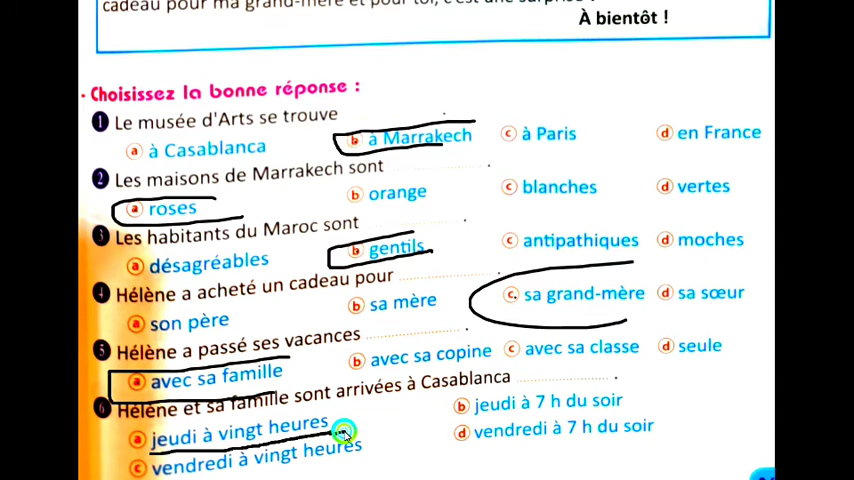 cadeau pour ma grand-mère et pour toi, c'est une surprise !
À bientôt !
· Choisissez la bonne réponse :
1 Le musée d'Arts se trouve .
a à Casablanca b à Marrakech c à Paris d en France
2 Les maisons de Marrakech sont ............ .
a roses b orange c blanches d vertes
3 Les habitants du Maroc sont ............ .
a désagréables b gentils c antipathiques d moches
4 Hélène a acheté un cadeau pour ............ .
a son père b sa mère c sa grand-mère d sa sœur
5 Hélène a passé ses vacances ............ .
a avec sa famille b avec sa copine c avec sa classe d seule
6 Hélène et sa famille sont arrivées à Casablanca ............ .
a jeudi à vingt heures b jeudi à 7 h du soir
c vendredi à vingt heures d vendredi à 7 h du soir